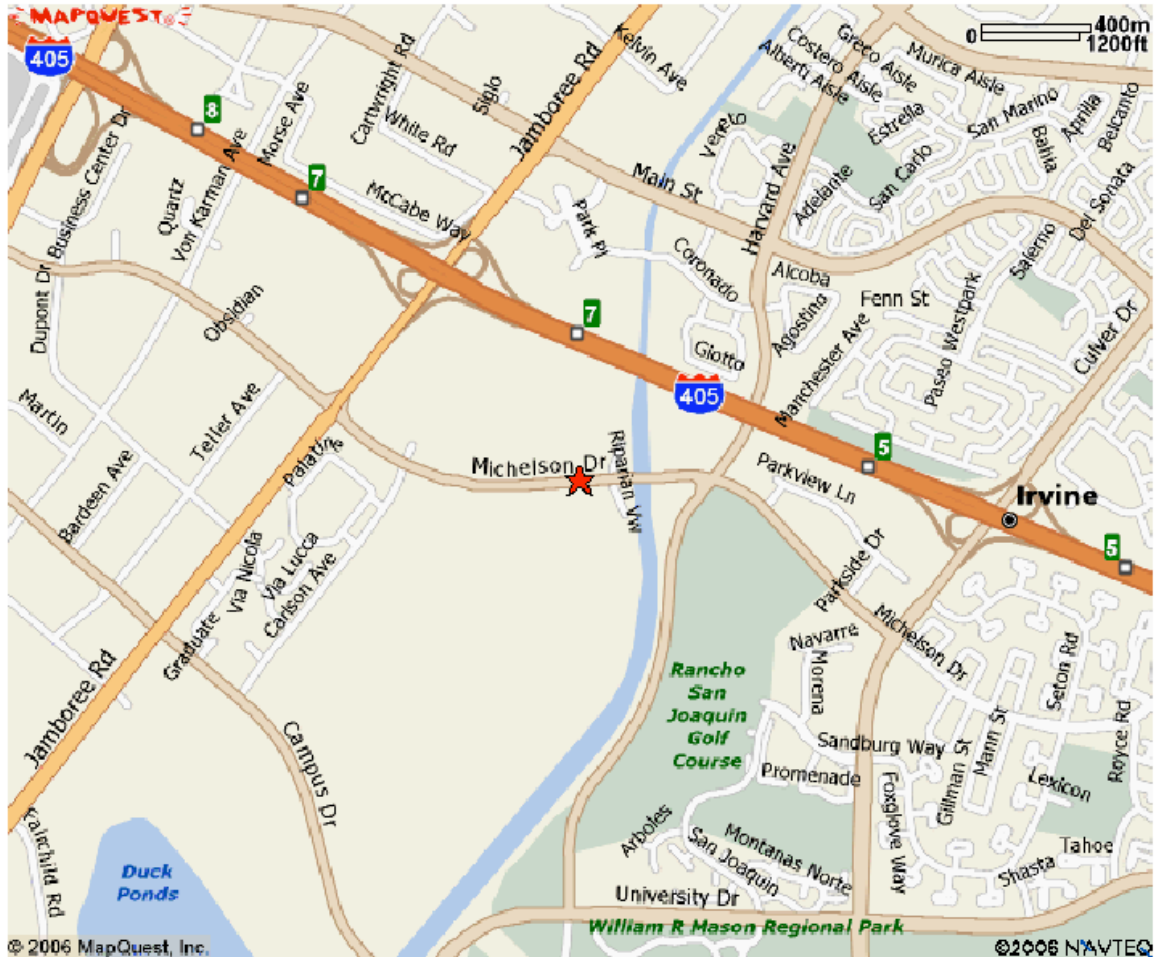 MAPQUEST
400m
0
1200ft
405
Kelvin Ave
Greco Aisle
Costero Aisle
Alberti Aisle
Murica Aisle
Cartwright Rd
Siglo
Jamboree Rd
Business Center Dr
8
Morse Ave
White Rd
Vereto
Estrella
San Marino
Bahia
Aprilla
Belcanto
Main St
Harvard Ave
Adelante
San Carlo
Quartz
Von Karman Ave
7
McCabe Way
Park Pl
Coronado
Alcoba
Salerno
Del Sonata
Dupont Dr
Obsidian
7
Fenn St
Agostino
Giotto
Manchester Ave
Paseo Westpark
Culver Dr
405
Martin
Teller Ave
Palatine
Bardeen Ave
Michelson Dr
Riparian Vw
Parkview Ln
5
Irvine
5
Via Nicola
Via Lucca
Carlson Ave
Graduate
Parkside Dr
Michelson Dr
Navarre
Morena
Seton Rd
Jamboree Rd
Rancho
San
Joaquin
Golf
Course
Campus Dr
Sandburg Way
Gillman St
Mann St
Royce Rd
Promenade
Foxglove Way
Lexicon
Fairchild Rd
Duck
Ponds
Arboles
San Joaquin
Montanas Norte
Tahoe
Shasta
University Dr
William R Mason Regional Park
© 2006 MapQuest, Inc.
©2006 NAVTEQ